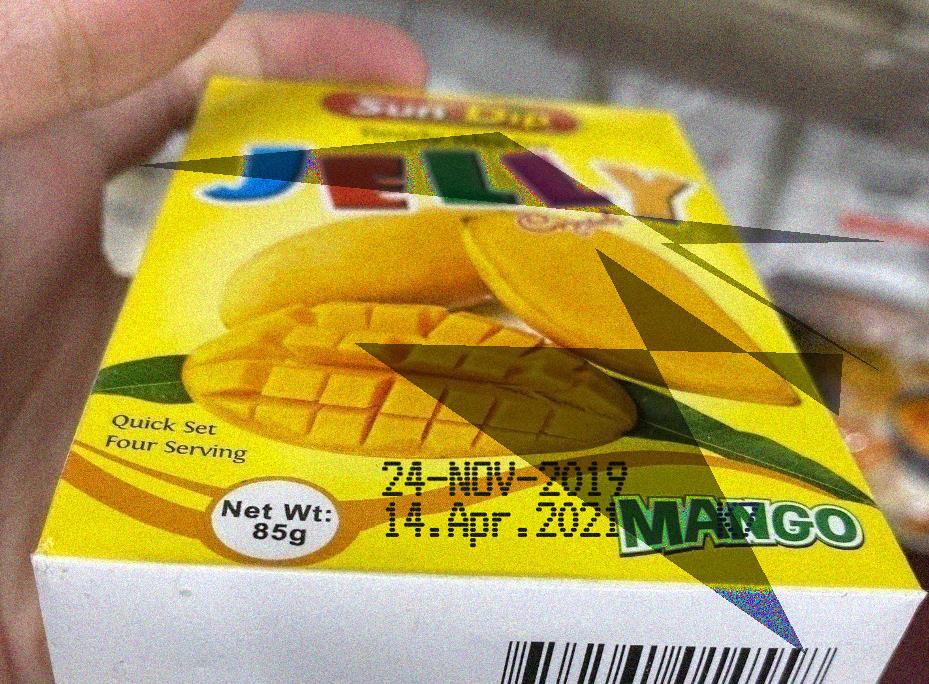 Sun Dip
JELLY
Quick Set
Four Serving
Net Wt:
85g
24-NOV-2019
14.Apr.2021
MANGO